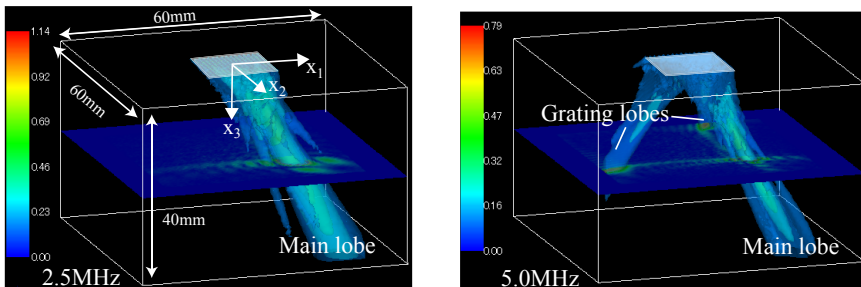 60mm
1.14
0.92
0.69
0.46
0.23
0.00
60mm
x1
x2
x3
40mm
Main lobe
2.5MHz
0.79
0.63
0.47
0.32
0.16
0.00
Grating lobes
Main lobe
5.0MHz